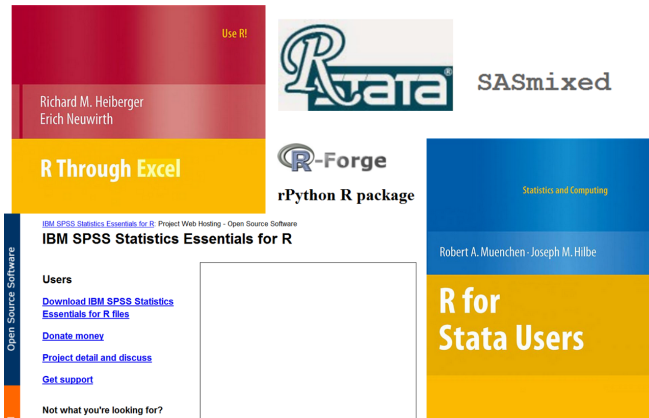 Use R!
Richard M. Heiberger
Erich Neuwirth
R Through Excel
Rtata®
SASmixed
R-Forge
rPython R package
Statistics and Computing
Robert A. Muenchen · Joseph M. Hilbe
R for
Stata Users
Open Source Software
IBM SPSS Statistics Essentials for R: Project Web Hosting - Open Source Software
IBM SPSS Statistics Essentials for R
Users
Download IBM SPSS Statistics
Essentials for R files
Donate money
Project detail and discuss
Get support
Not what you're looking for?